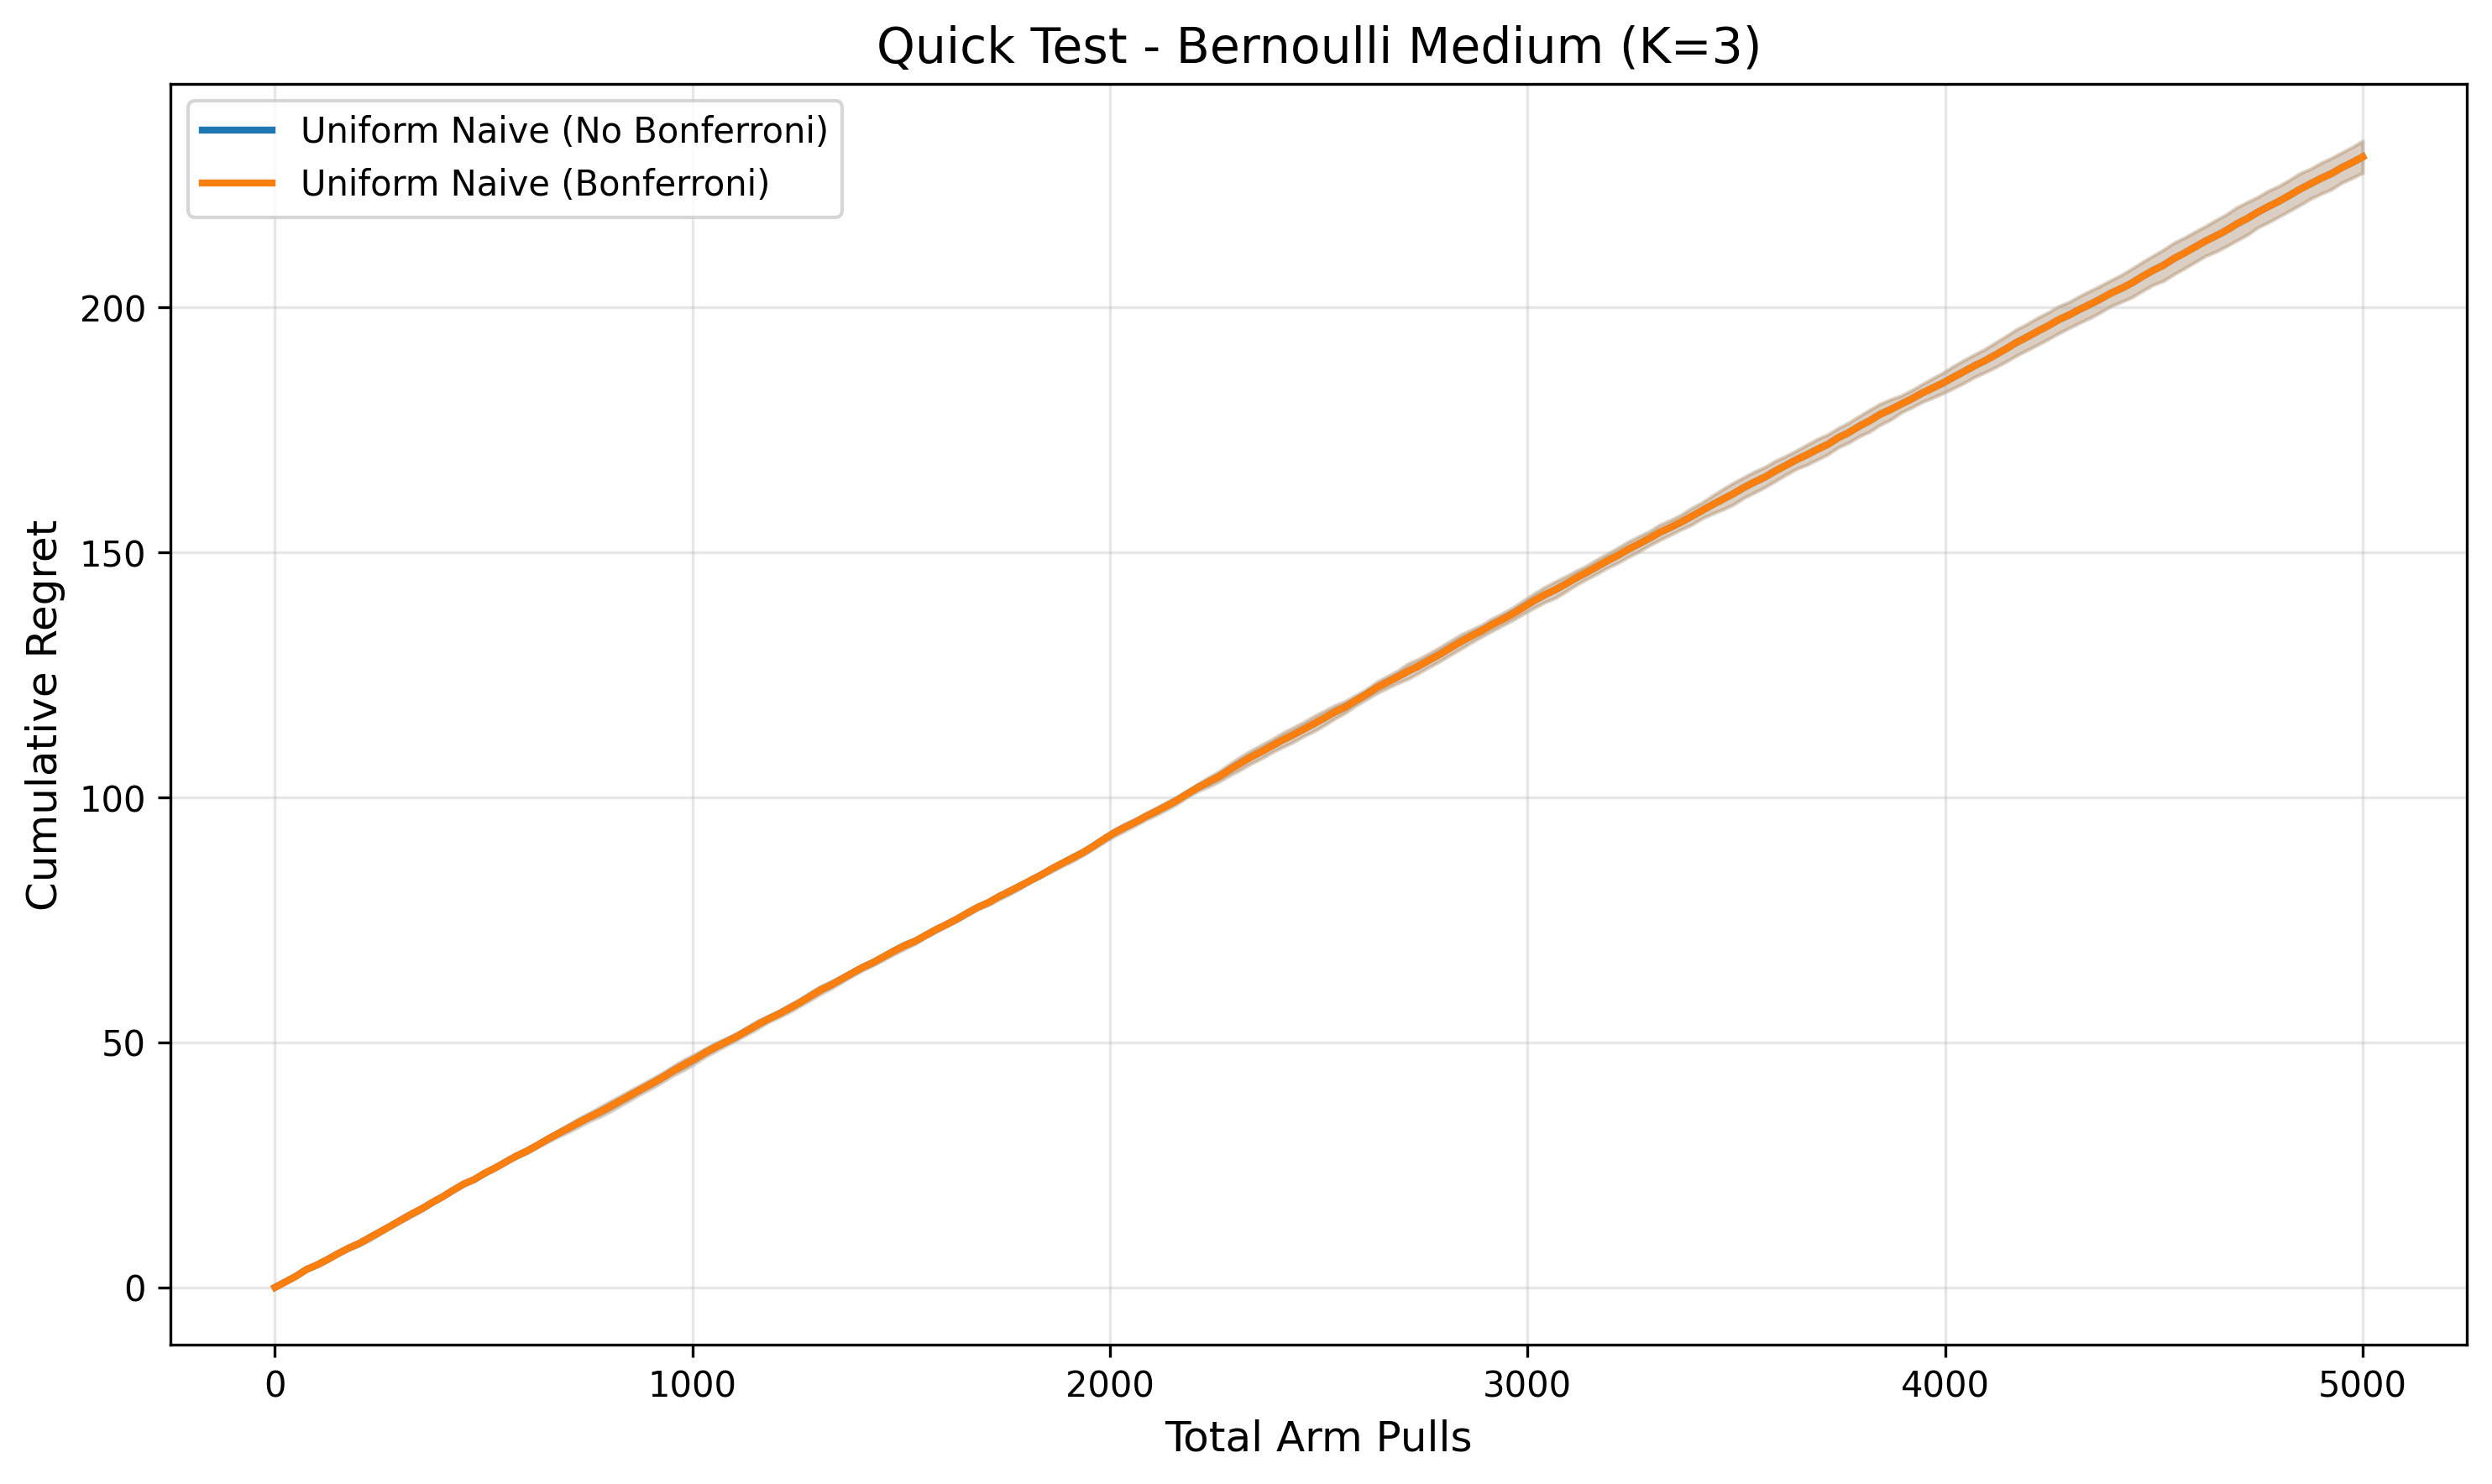 Quick Test - Bernoulli Medium (K=3)
Uniform Naive (No Bonferroni)
Uniform Naive (Bonferroni)
Cumulative Regret
200
150
100
50
0
0 1000 2000 3000 4000 5000
Total Arm Pulls